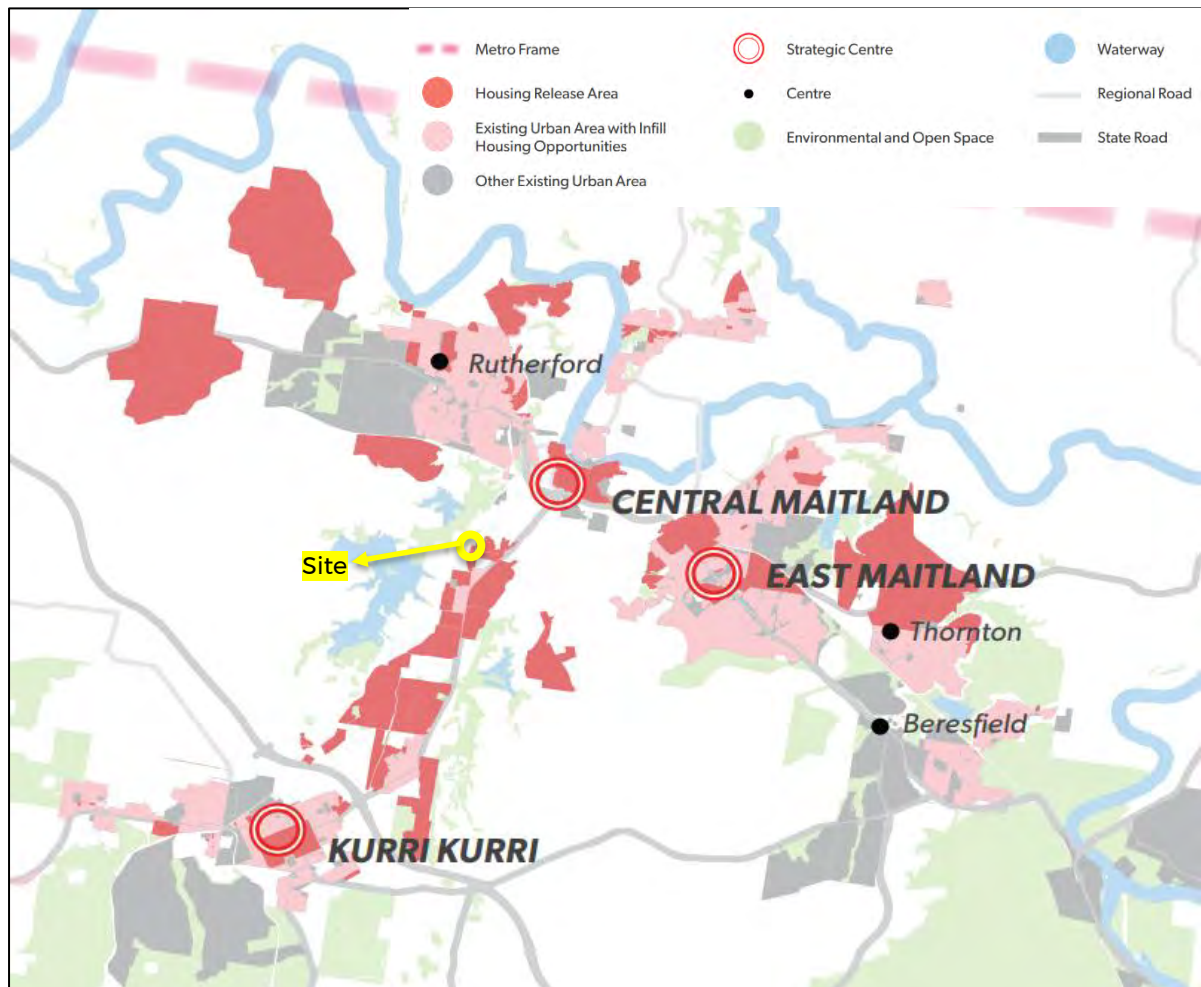 Metro Frame
Housing Release Area
Existing Urban Area with Infill
Housing Opportunities
Other Existing Urban Area
Strategic Centre
Centre
Environmental and Open Space
Waterway
Regional Road
State Road
Rutherford
CENTRAL MAITLAND
Site
EAST MAITLAND
Thornton
Beresfield
KURRI KURRI